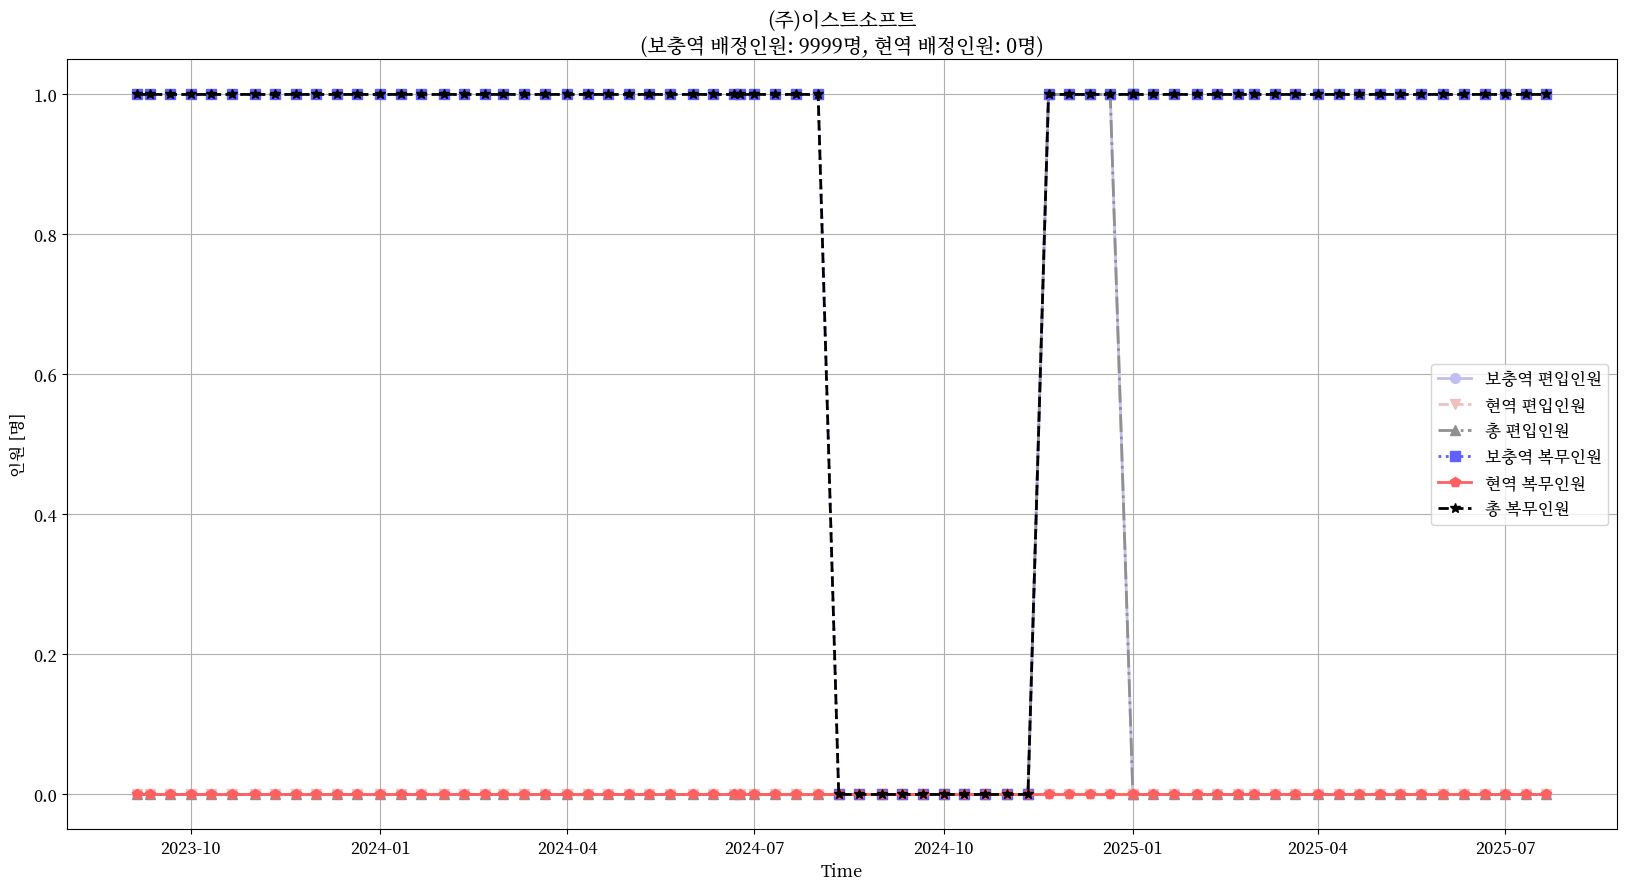 (주)이스트소프트
(보충역 배정인원: 9999명, 현역 배정인원: 0명)
인원 [명]
1.0
0.8
0.6
0.4
0.2
0.0
보충역 편입인원
현역 편입인원
총 편입인원
보충역 복무인원
현역 복무인원
총 복무인원
2023-10
2024-01
2024-04
2024-07
2024-10
2025-01
2025-04
2025-07
Time